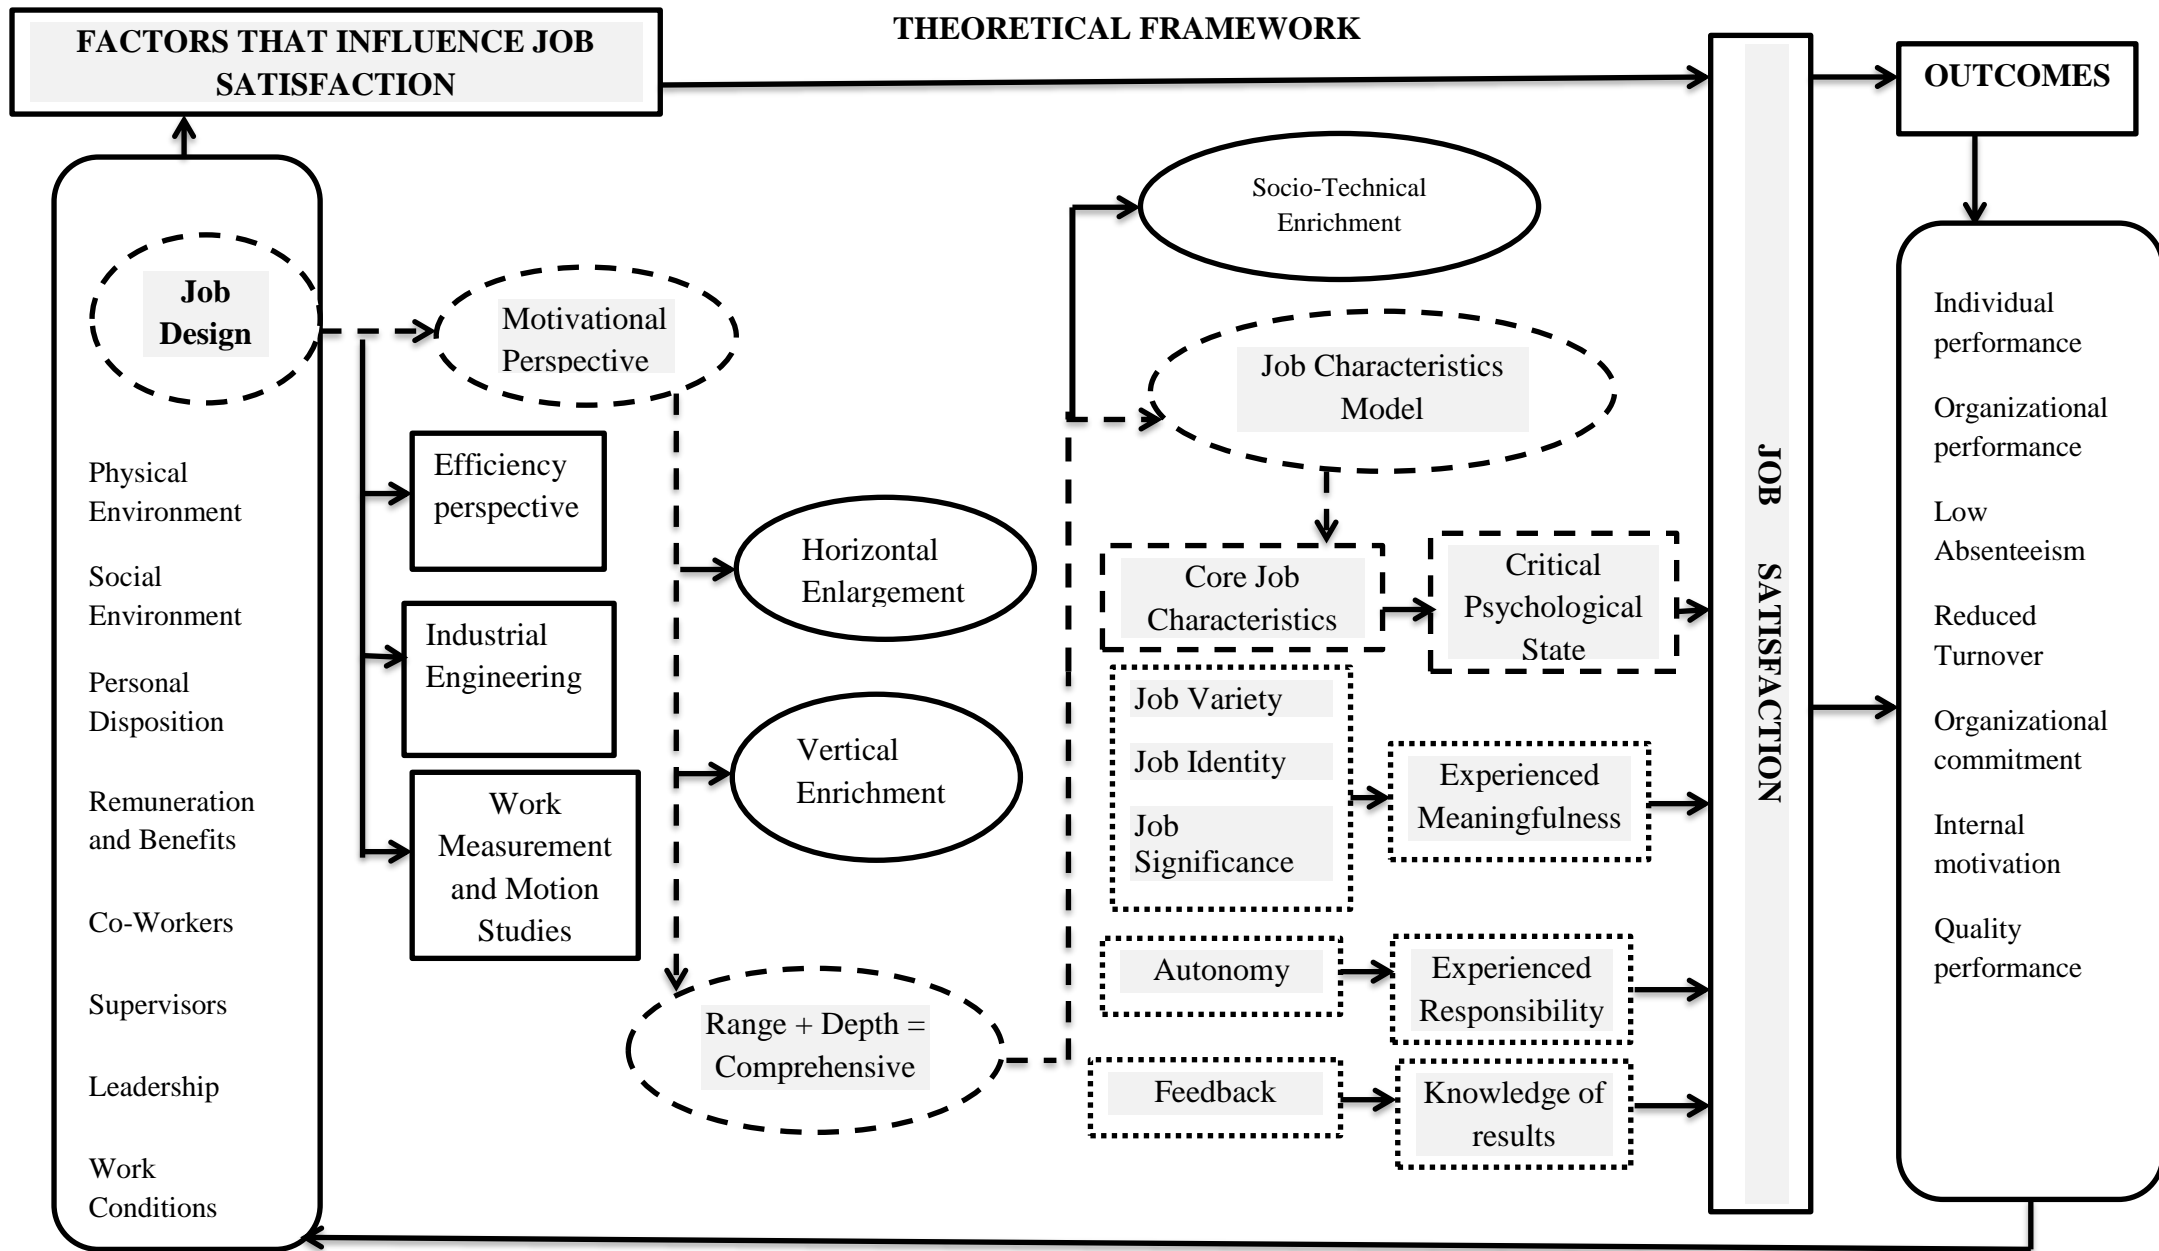 THEORETICAL FRAMEWORK
FACTORS THAT INFLUENCE JOB
SATISFACTION
Job
Design
Physical
Environment
Social
Environment
Personal
Disposition
Remuneration
and Benefits
Co-Workers
Supervisors
Leadership
Work
Conditions
Motivational
Perspective
Efficiency
perspective
Industrial
Engineering
Work
Measurement
and Motion
Studies
Horizontal
Enlargement
Vertical
Enrichment
Range + Depth =
Comprehensive
Socio-Technical
Enrichment
Job Characteristics
Model
Core Job
Characteristics
Critical
Psychological
State
Job Variety
Job Identity
Job
Significance
Experienced
Meaningfulness
Autonomy
Experienced
Responsibility
Feedback
Knowledge of
results
JOB SATISFACTION
OUTCOMES
Individual
performance
Organizational
performance
Low
Absenteeism
Reduced
Turnover
Organizational
commitment
Internal
motivation
Quality
performance